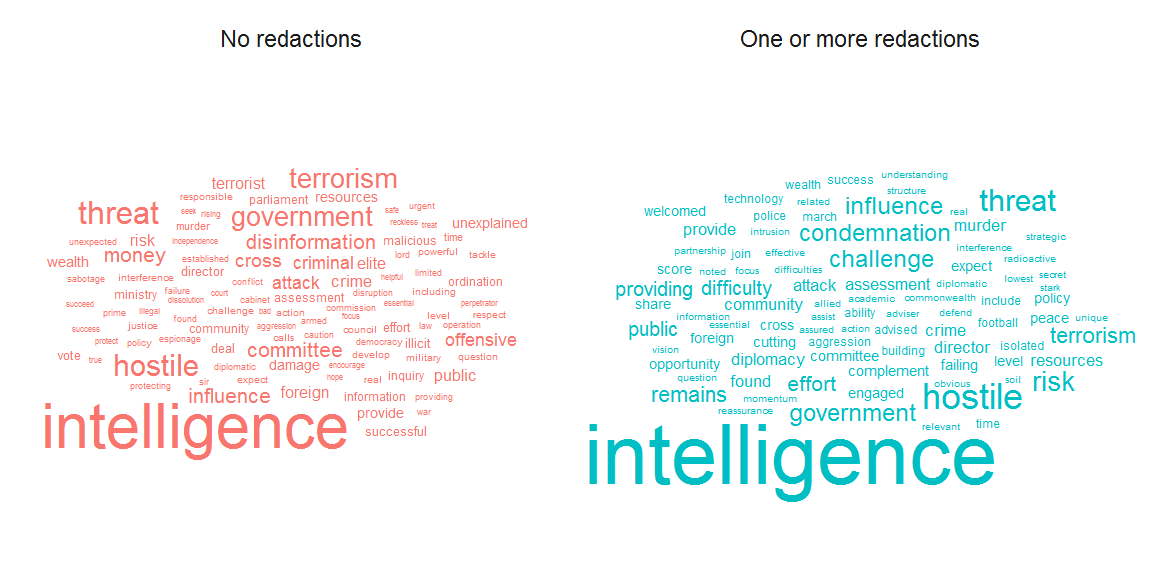 No redactions
terrorist terrorism
responsible parliament resources
threat seek rising government safe urgent
murder reckless treat unexplained
unexpected risk independence disinformation malicious time
wealth money established cross criminal elite lord powerful tackle
sabotage interference director conflict attack crime helpful limited ordination
succeed ministry failure dissolution cabinet assessment disruption including
prime illegal found challenge bad action commission focus essential perpetrator
success justice community aggression armed council effort law operation
protect policy espionage calls caution democracy illicit offensive
vote true deal committee develop military question
hostile diplomatic damage encourage
protecting sir expect hope real inquiry public
influence foreign information providing
intelligence provide war
successful
One or more redactions
wealth success understanding
technology related structure
welcomed police march influence real threat
provide intrusion condemnation murder strategic
partnership join effective challenge interference
score noted focus difficulties expect radioactive
providing difficulty attack assessment diplomatic lowest secret stark
share community allied academic commonwealth include policy
information assist ability adviser defend peace unique
public essential cross assured action advised crime football
foreign cutting aggression isolated terrorism
vision diplomacy committee building director
opportunity complement failing level resources
question found effort obvious soil risk
remains momentum engaged hostile
reassurance government relevant time
intelligence